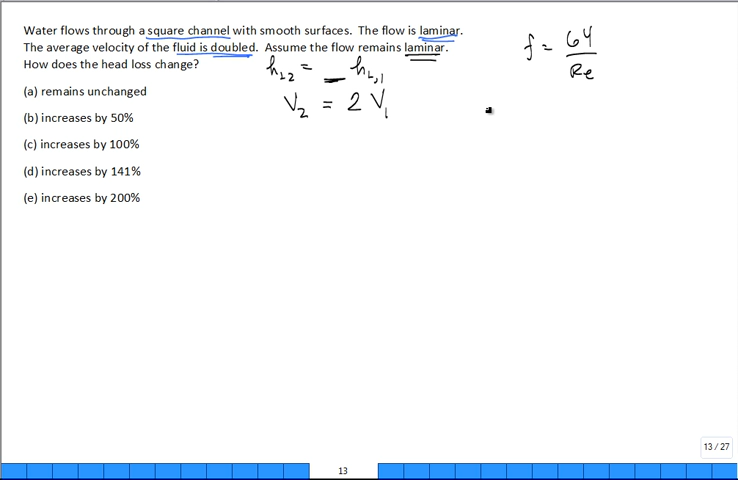 Water flows through a square channel with smooth surfaces. The flow is laminar.
The average velocity of the fluid is doubled. Assume the flow remains laminar.
How does the head loss change?
h_L2 = _ h_L,1
V_2 = 2 V_1
f = 64/Re
(a) remains unchanged
(b) increases by 50%
(c) increases by 100%
(d) increases by 141%
(e) increases by 200%
13 / 27
13